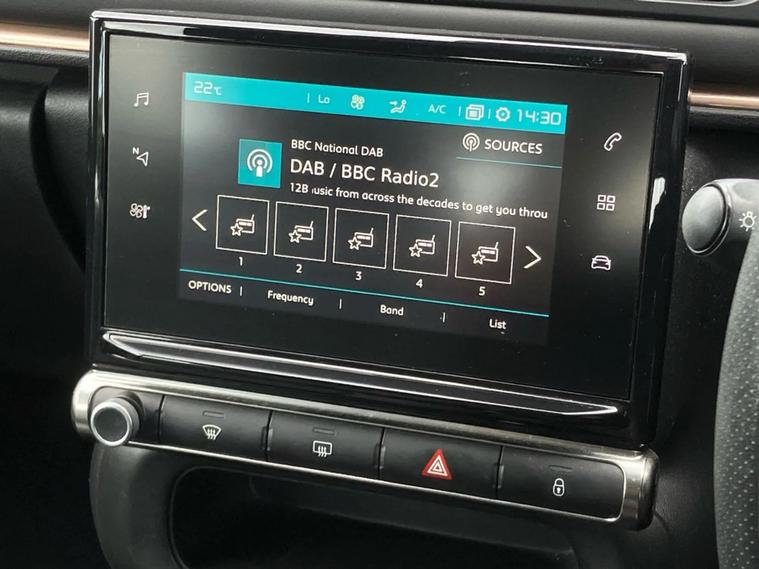 22°C | Lo A/C | | 14:30
SOURCES
BBC National DAB
DAB / BBC Radio2
12B usic from across the decades to get you throu
1 2 3 4 5
OPTIONS | Frequency | Band | List
N